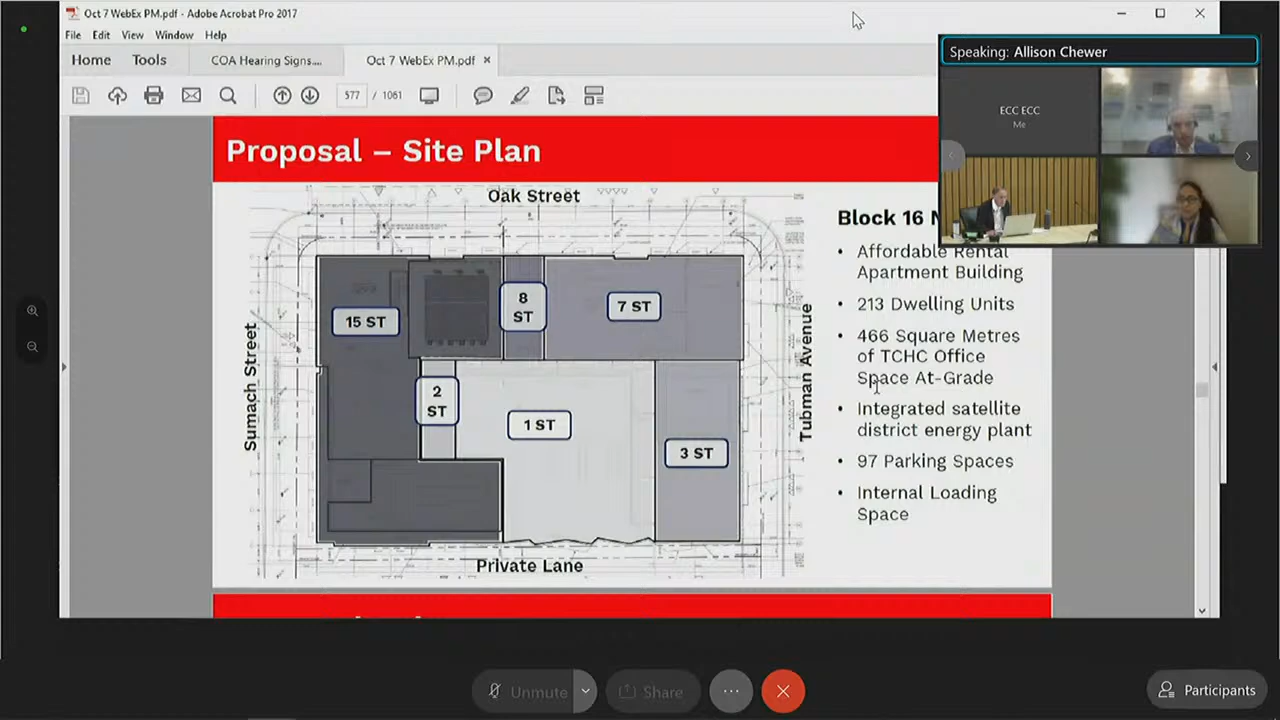 Oct 7 WebEx PM.pdf - Adobe Acrobat Pro 2017
File Edit View Window Help
Home Tools COA Hearing Signs.... Oct 7 WebEx PM.pdf ×
577 / 1061
Speaking: Allison Chewer
ECC ECC
Me
Proposal – Site Plan
Oak Street
Sumach Street
Tubman Avenue
Private Lane
15 ST
8
ST
7 ST
2
ST
1 ST
3 ST
Block 16 N
• Affordable Rental
Apartment Building
• 213 Dwelling Units
• 466 Square Metres
of TCHC Office
Space At-Grade
• Integrated satellite
district energy plant
• 97 Parking Spaces
• Internal Loading
Space
Unmute
Share
Participants